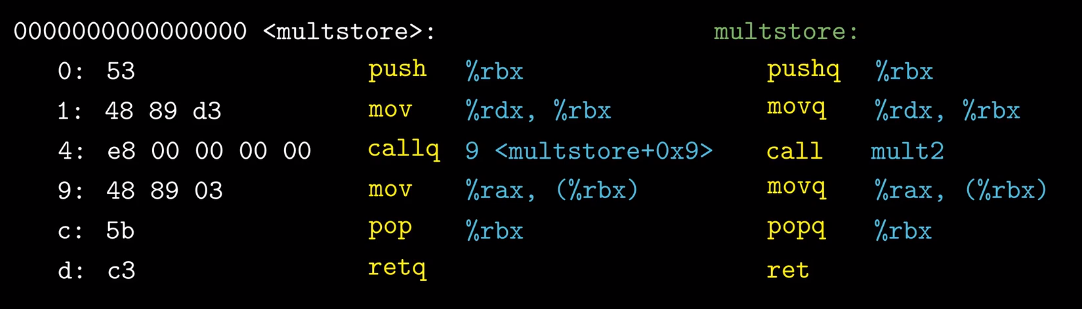 0000000000000000 <multstore>: multstore:
0: 53 push %rbx pushq %rbx
1: 48 89 d3 mov %rdx, %rbx movq %rdx, %rbx
4: e8 00 00 00 00 callq 9 <multstore+0x9> call mult2
9: 48 89 03 mov %rax, (%rbx) movq %rax, (%rbx)
c: 5b pop %rbx popq %rbx
d: c3 retq ret